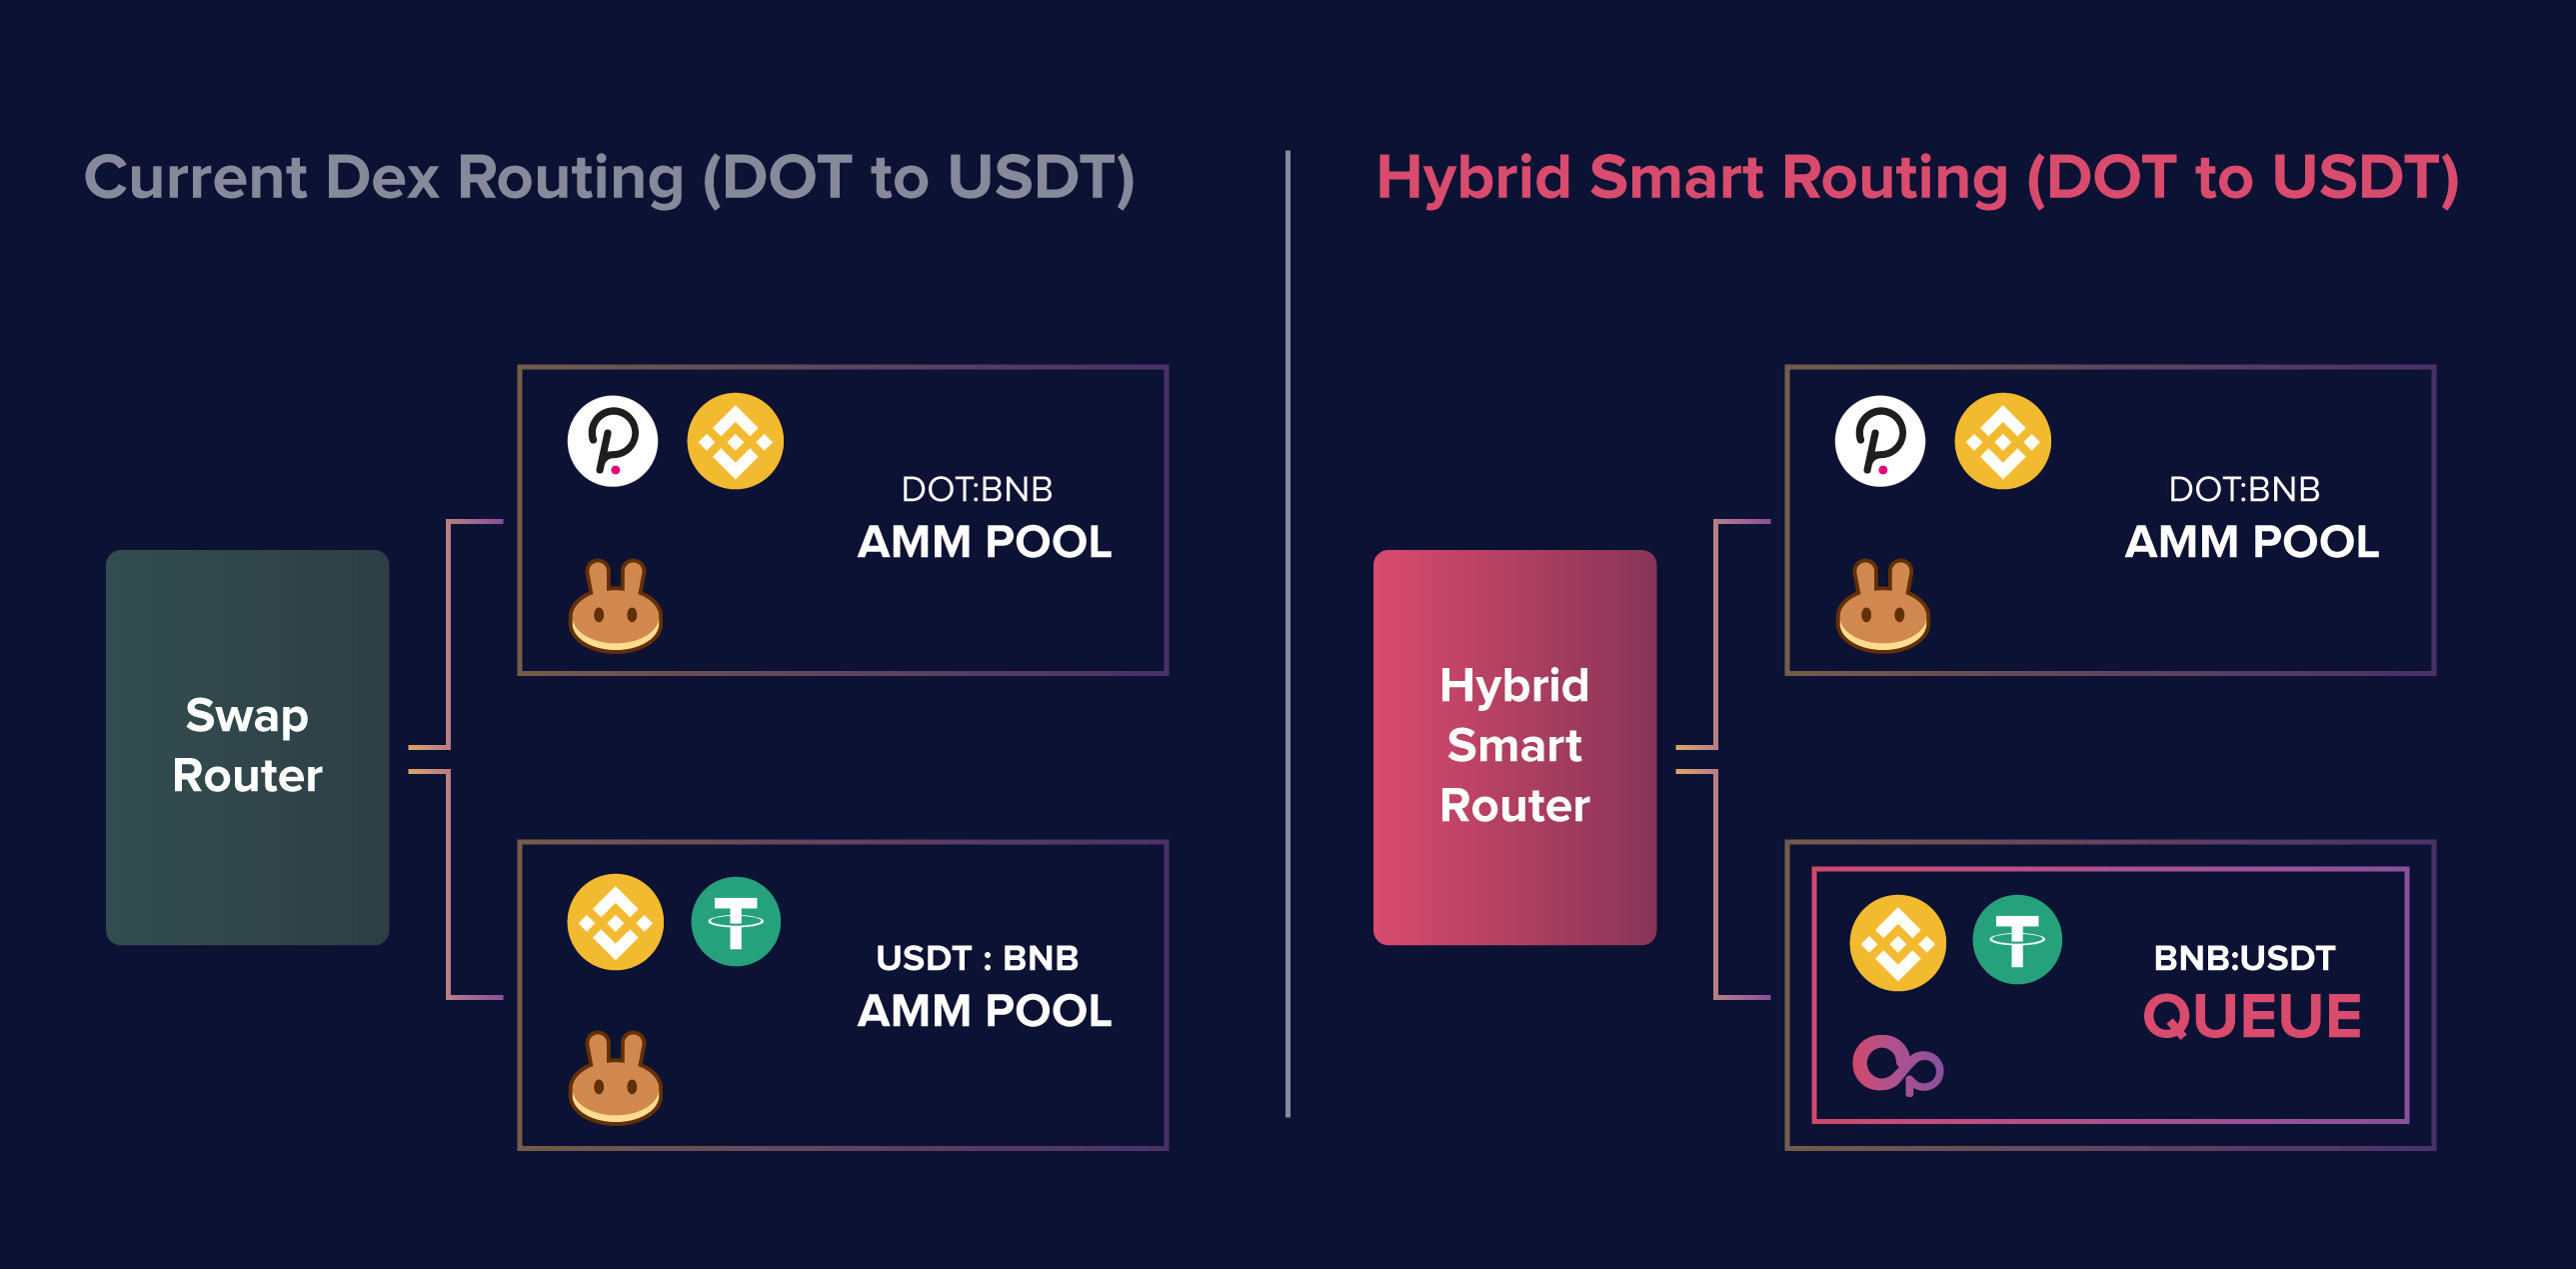 Current Dex Routing (DOT to USDT)
Swap
Router
DOT:BNB
AMM POOL
USDT : BNB
AMM POOL
Hybrid Smart Routing (DOT to USDT)
Hybrid
Smart
Router
DOT:BNB
AMM POOL
BNB:USDT
QUEUE